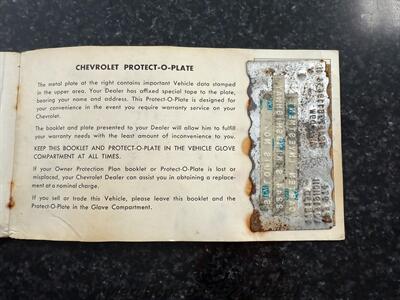 CHEVROLET PROTECT-O-PLATE
The metal plate at the right contains important Vehicle data stamped
in the upper area. Your Dealer has affixed special tape to the plate,
bearing your name and address. This Protect-O-Plate is designed for
your convenience in the event you require warranty service on your
Chevrolet.
The booklet and plate presented to your Dealer will allow him to fulfill
your warranty needs with the least amount of inconvenience to you.
KEEP THIS BOOKLET AND PROTECT-O-PLATE IN THE VEHICLE GLOVE
COMPARTMENT AT ALL TIMES.
If your Owner Protection Plan booklet or Protect-O-Plate is lost or
misplaced, your Chevrolet Dealer can assist you in obtaining a replace-
ment at a nominal charge.
If you sell or trade this Vehicle, please leave this booklet and the
Protect-O-Plate in the Glove Compartment.